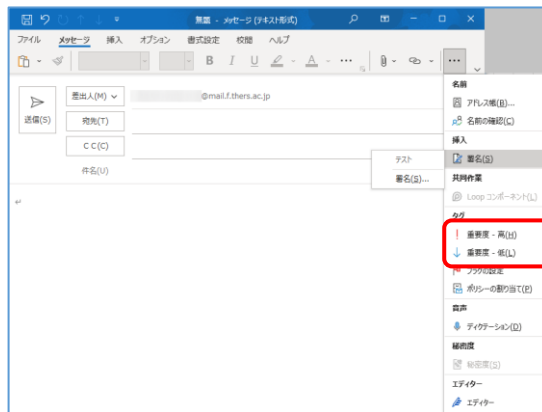 無題 - メッセージ (テキスト形式)
ファイル メッセージ 挿入 オプション 書式設定 校閲 ヘルプ
B I U A
送信(S)
差出人(M)
@mail.f.thers.ac.jp
宛先(T)
CC(C)
件名(U)
テスト
署名(S)...
名前
アドレス帳(B)...
名前の確認(C)
挿入
署名(S)
共同作業
Loop コンポーネント(L)
タグ
重要度 - 高(H)
重要度 - 低(L)
フラグの設定
ポリシーの割り当て(P)
音声
ディクテーション(D)
秘密度
秘密度(S)
エディター
エディター